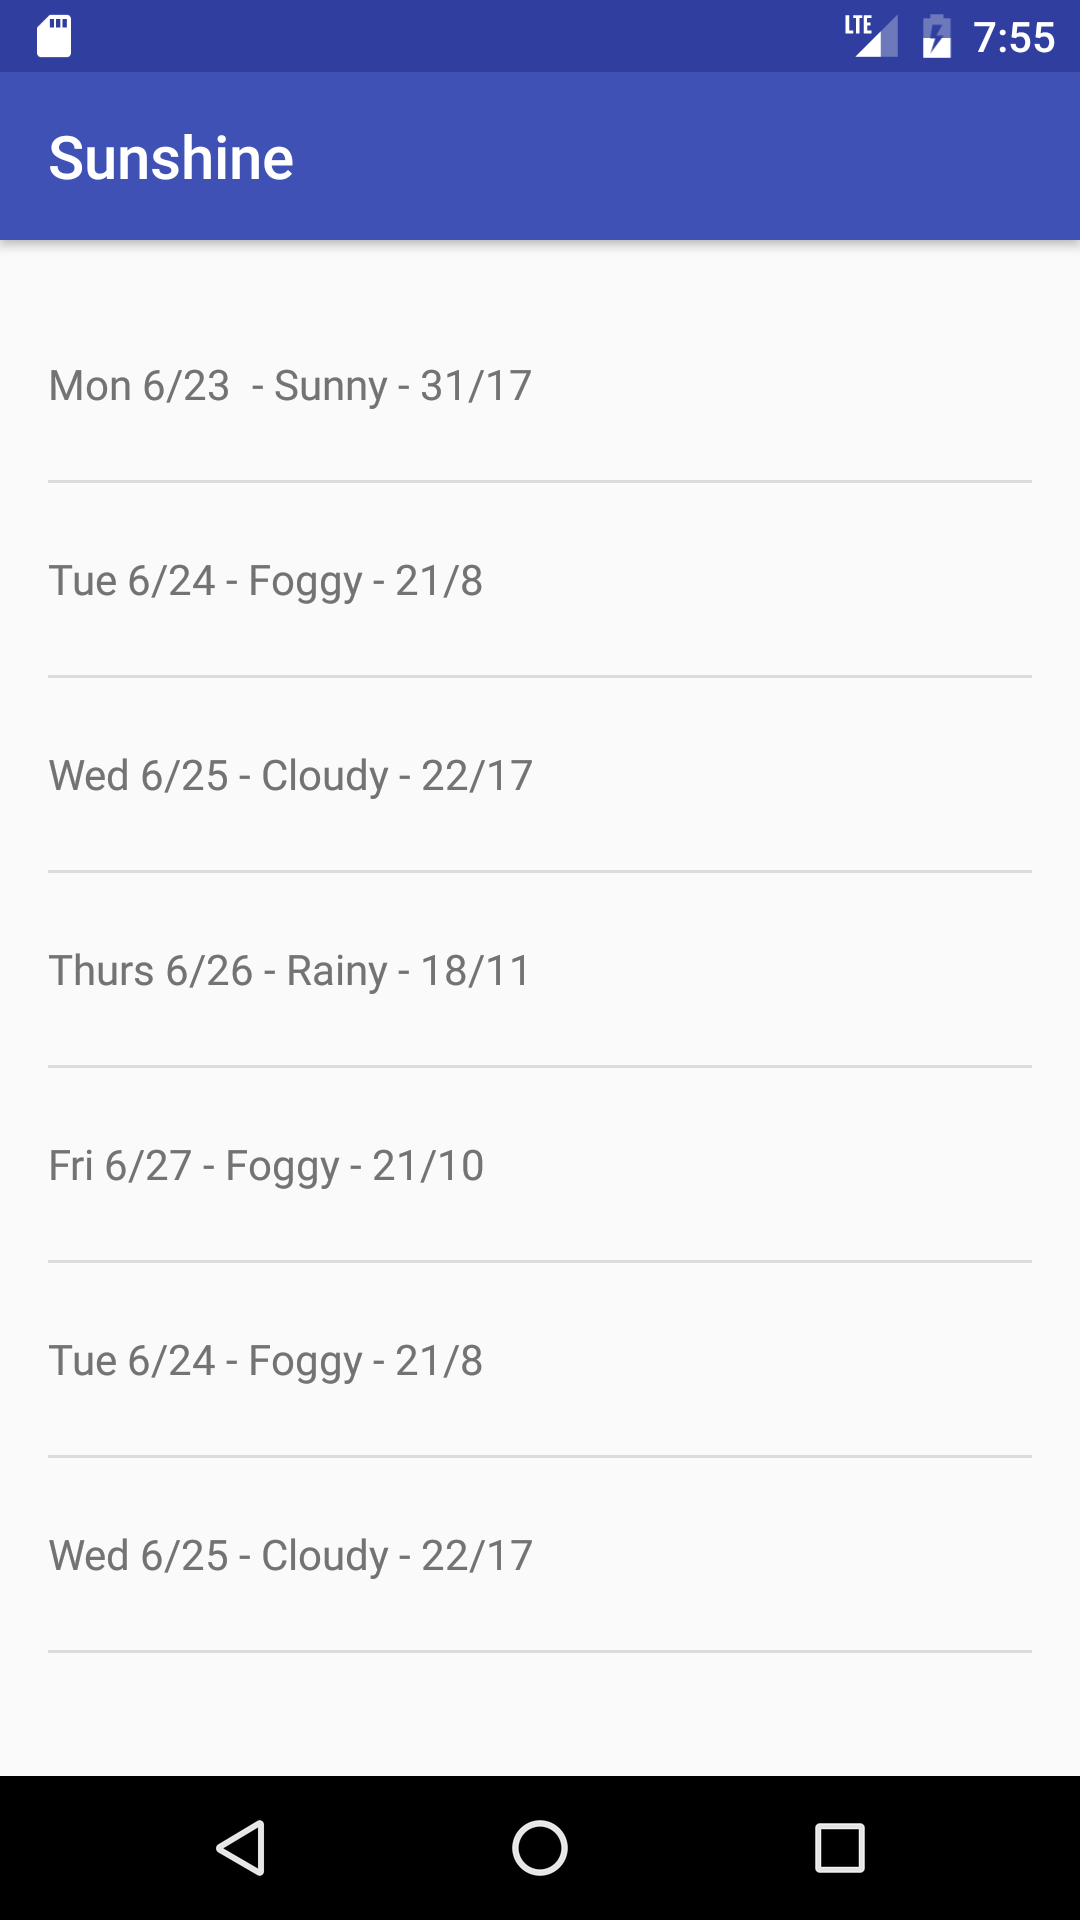 LTE 7:55
Sunshine
Mon 6/23  - Sunny - 31/17
Tue 6/24 - Foggy - 21/8
Wed 6/25 - Cloudy - 22/17
Thurs 6/26 - Rainy - 18/11
Fri 6/27 - Foggy - 21/10
Tue 6/24 - Foggy - 21/8
Wed 6/25 - Cloudy - 22/17